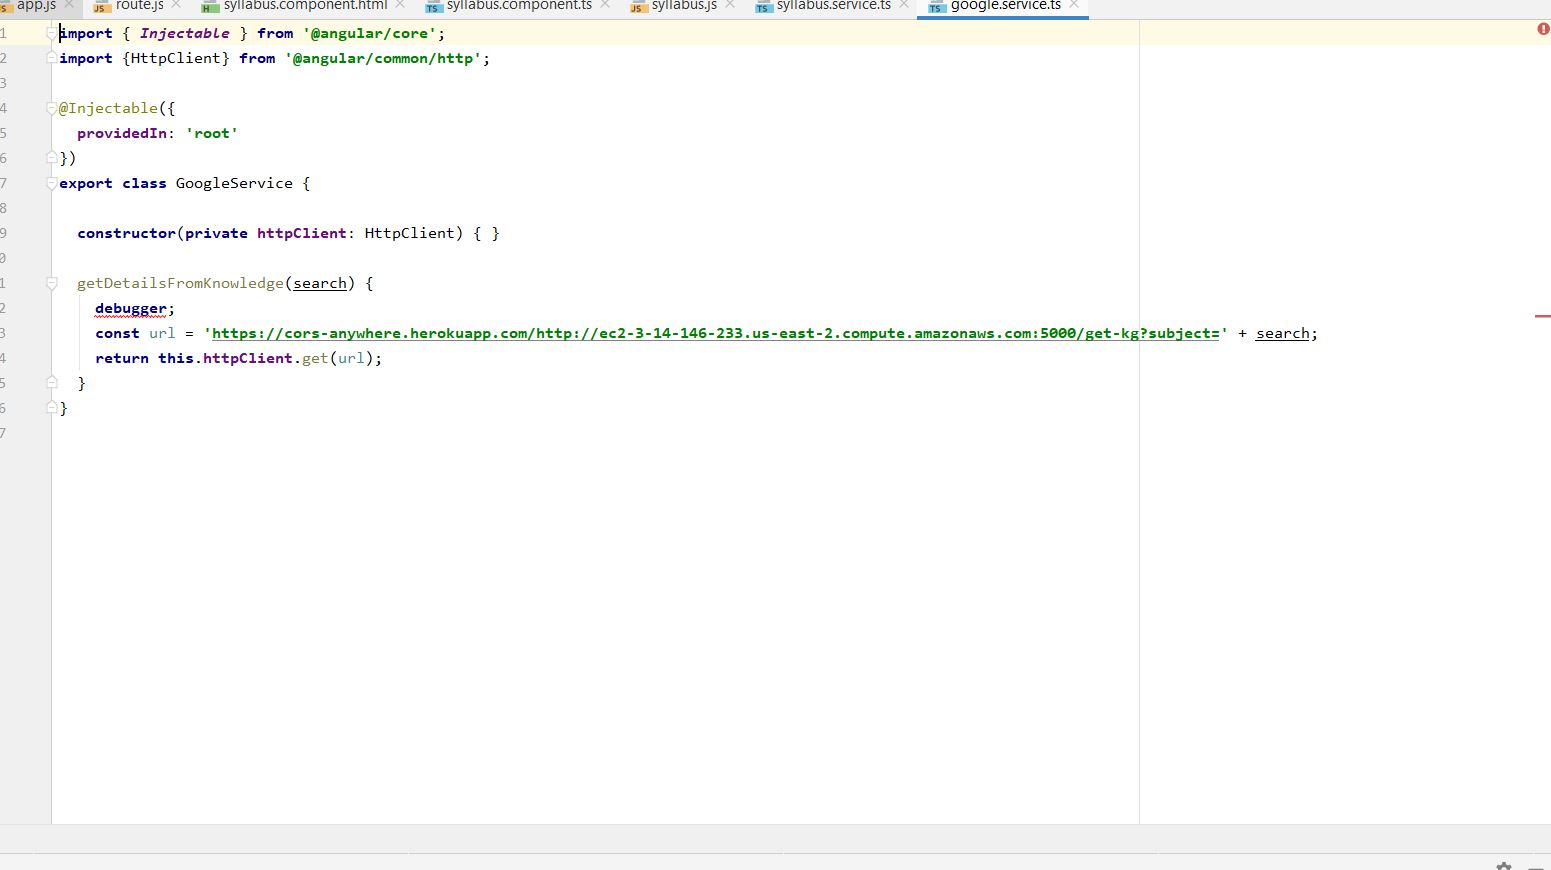 app.js route.js syllabus.component.html syllabus.component.ts syllabus.js syllabus.service.ts google.service.ts
1 import { Injectable } from '@angular/core';
2 import {HttpClient} from '@angular/common/http';
3
4 @Injectable({
5 providedIn: 'root'
6 })
7 export class GoogleService {
8
9 constructor(private httpClient: HttpClient) { }
0
1 getDetailsFromKnowledge(search) {
2 debugger;
3 const url = 'https://cors-anywhere.herokuapp.com/http://ec2-3-14-146-233.us-east-2.compute.amazonaws.com:5000/get-kg?subject=' + search;
4 return this.httpClient.get(url);
5 }
6 }
7